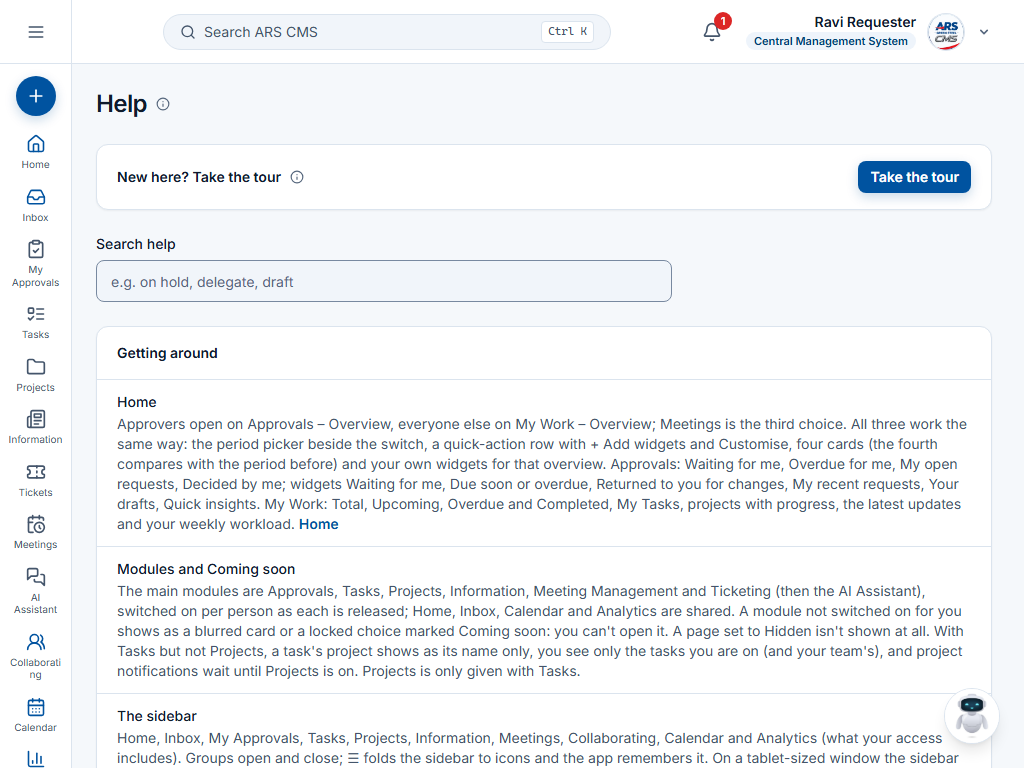 Search ARS CMS
Ctrl K
1
Ravi Requester
Central Management System
ARS
CMS
Home
Inbox
My
Approvals
Tasks
Projects
Information
Tickets
Meetings
AI
Assistant
Collaborati
ng
Calendar
Help
New here? Take the tour
Take the tour
Search help
e.g. on hold, delegate, draft
Getting around
Home
Approvers open on Approvals – Overview, everyone else on My Work – Overview; Meetings is the third choice. All three work the
same way: the period picker beside the switch, a quick-action row with + Add widgets and Customise, four cards (the fourth
compares with the period before) and your own widgets for that overview. Approvals: Waiting for me, Overdue for me, My open
requests, Decided by me; widgets Waiting for me, Due soon or overdue, Returned to you for changes, My recent requests, Your
drafts, Quick insights. My Work: Total, Upcoming, Overdue and Completed, My Tasks, projects with progress, the latest updates
and your weekly workload. Home
Modules and Coming soon
The main modules are Approvals, Tasks, Projects, Information, Meeting Management and Ticketing (then the AI Assistant),
switched on per person as each is released; Home, Inbox, Calendar and Analytics are shared. A module not switched on for you
shows as a blurred card or a locked choice marked Coming soon: you can't open it. A page set to Hidden isn't shown at all. With
Tasks but not Projects, a task's project shows as its name only, you see only the tasks you are on (and your team's), and project
notifications wait until Projects is on. Projects is only given with Tasks.
The sidebar
Home, Inbox, My Approvals, Tasks, Projects, Information, Meetings, Collaborating, Calendar and Analytics (what your access
includes). Groups open and close; ☰ folds the sidebar to icons and the app remembers it. On a tablet-sized window the sidebar